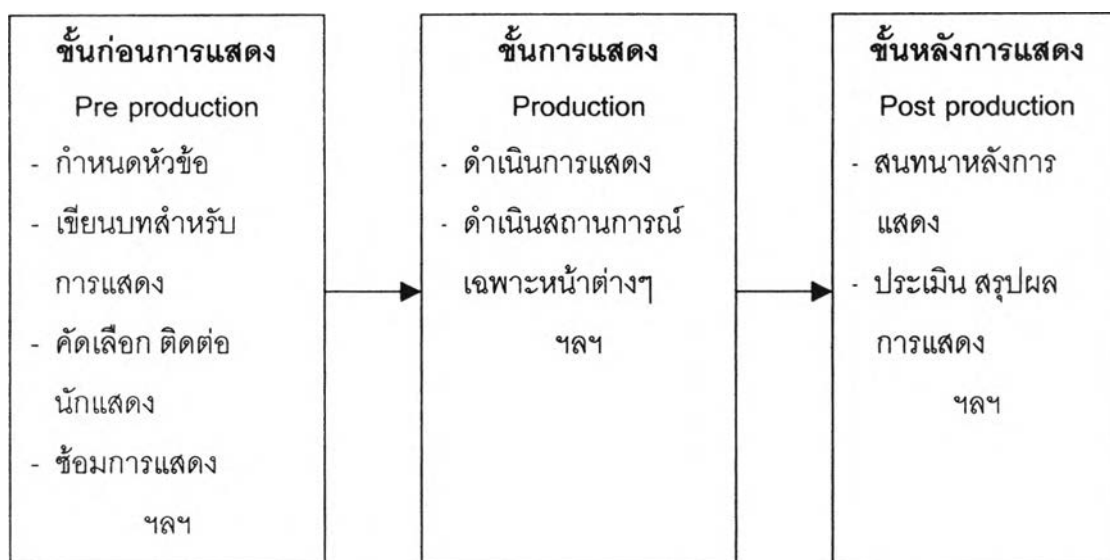 ขั้นก่อนการแสดง
Pre production
- กำหนดหัวข้อ
- เขียนบทสำหรับ
การแสดง
- คัดเลือก ติดต่อ
นักแสดง
- ซ้อมการแสดง
ฯลฯ
ขั้นการแสดง
Production
- ดำเนินการแสดง
- ดำเนินสถานการณ์
เฉพาะหน้าต่างๆ
ฯลฯ
ขั้นหลังการแสดง
Post production
- สนทนาหลังการ
แสดง
- ประเมิน สรุปผล
การแสดง
ฯลฯ